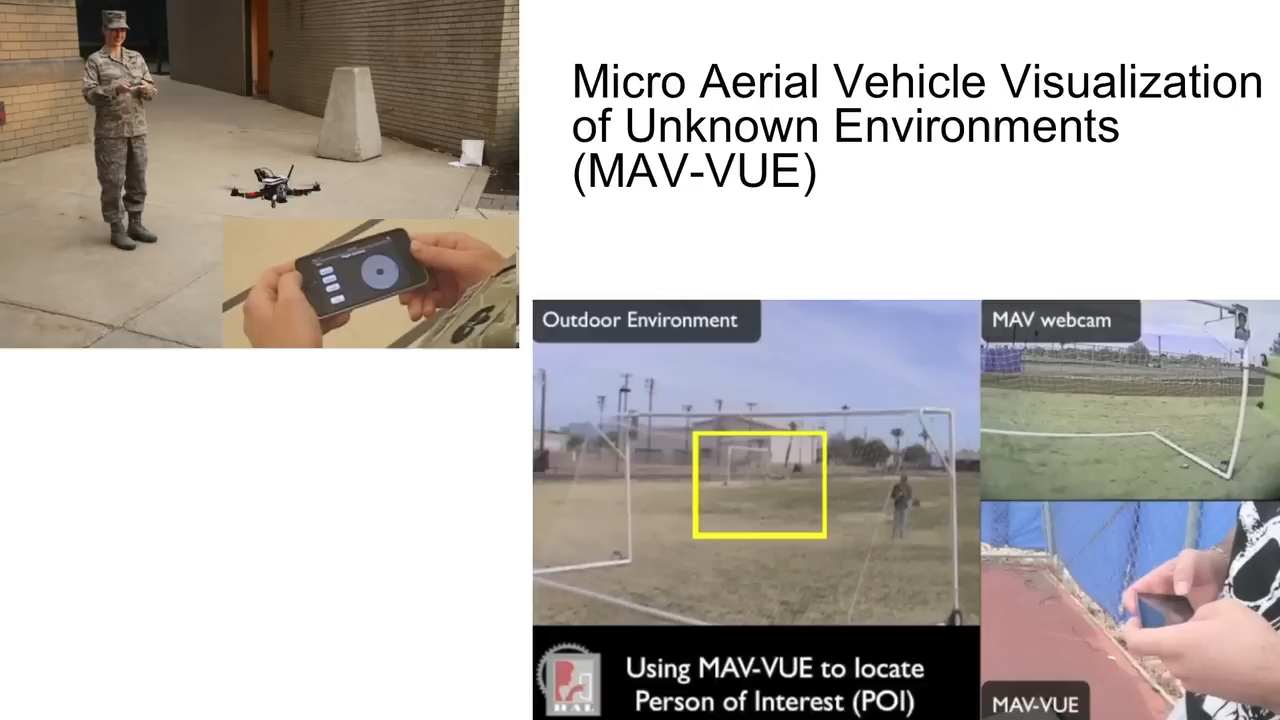 Micro Aerial Vehicle Visualization
of Unknown Environments
(MAV-VUE)
Outdoor Environment
MAV webcam
Using MAV-VUE to locate
Person of Interest (POI)
H.A.L.
MAV-VUE